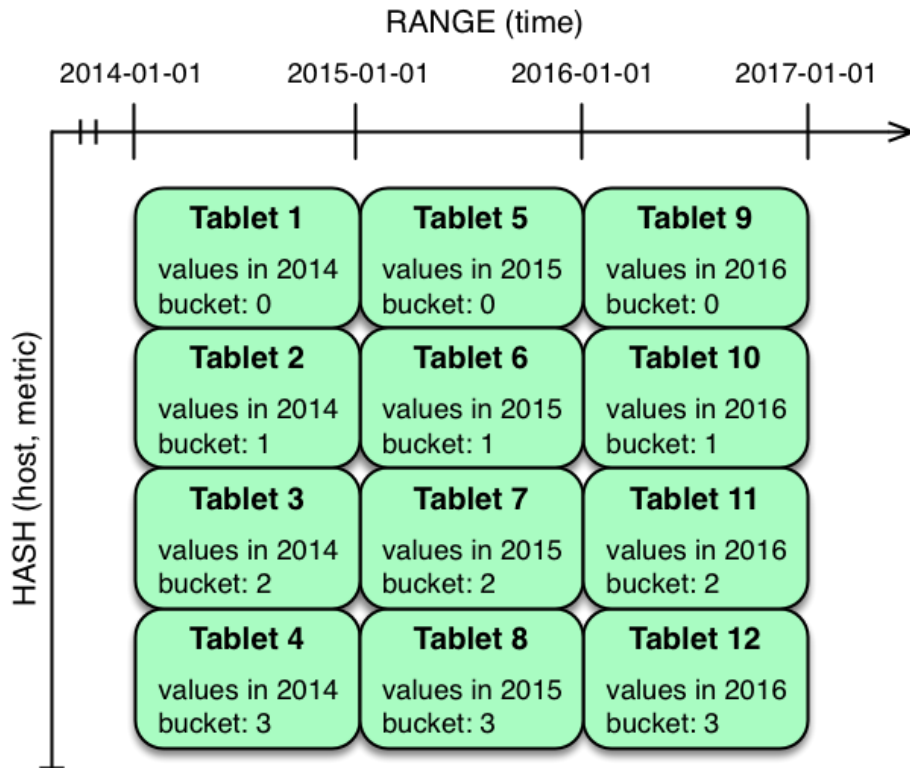 RANGE (time)
2014-01-01 2015-01-01 2016-01-01 2017-01-01
HASH (host, metric)
Tablet 1
values in 2014
bucket: 0
Tablet 5
values in 2015
bucket: 0
Tablet 9
values in 2016
bucket: 0
Tablet 2
values in 2014
bucket: 1
Tablet 6
values in 2015
bucket: 1
Tablet 10
values in 2016
bucket: 1
Tablet 3
values in 2014
bucket: 2
Tablet 7
values in 2015
bucket: 2
Tablet 11
values in 2016
bucket: 2
Tablet 4
values in 2014
bucket: 3
Tablet 8
values in 2015
bucket: 3
Tablet 12
values in 2016
bucket: 3